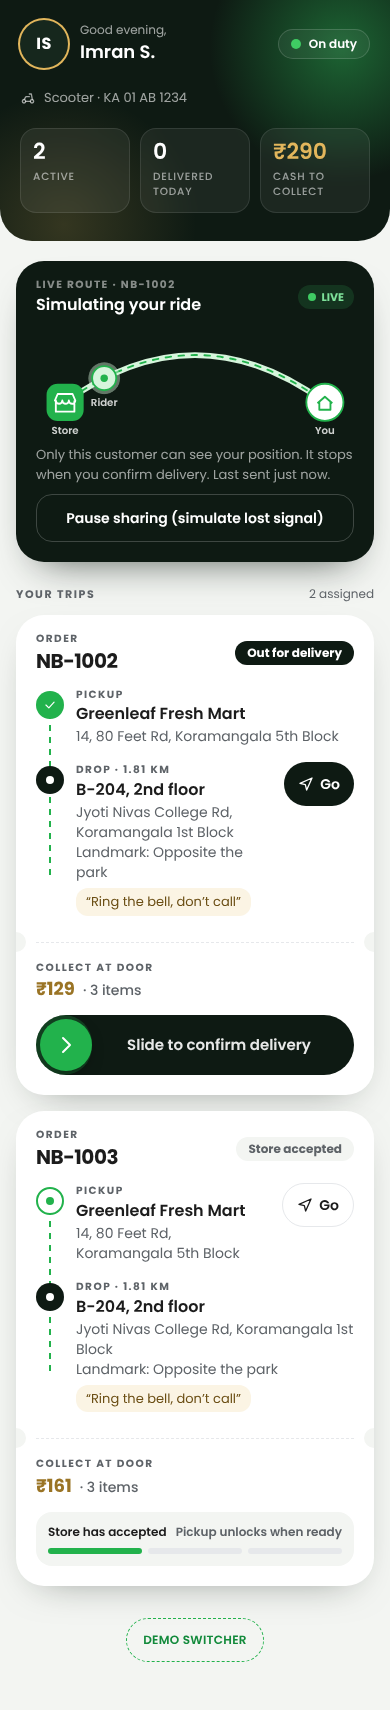 IS
Good evening,
Imran S.
On duty
Scooter · KA 01 AB 1234
2
ACTIVE
0
DELIVERED
TODAY
₹290
CASH TO
COLLECT
LIVE ROUTE · NB-1002
Simulating your ride
LIVE
Rider
Store
You
Only this customer can see your position. It stops
when you confirm delivery. Last sent just now.
Pause sharing (simulate lost signal)
YOUR TRIPS
2 assigned
ORDER
NB-1002
Out for delivery
PICKUP
Greenleaf Fresh Mart
14, 80 Feet Rd, Koramangala 5th Block
DROP · 1.81 KM
B-204, 2nd floor
Jyoti Nivas College Rd,
Koramangala 1st Block
Landmark: Opposite the
park
Go
“Ring the bell, don’t call”
COLLECT AT DOOR
₹129 · 3 items
Slide to confirm delivery
ORDER
NB-1003
Store accepted
PICKUP
Greenleaf Fresh Mart
14, 80 Feet Rd,
Koramangala 5th Block
Go
DROP · 1.81 KM
B-204, 2nd floor
Jyoti Nivas College Rd, Koramangala 1st
Block
Landmark: Opposite the park
“Ring the bell, don’t call”
COLLECT AT DOOR
₹161 · 3 items
Store has accepted
Pickup unlocks when ready
DEMO SWITCHER